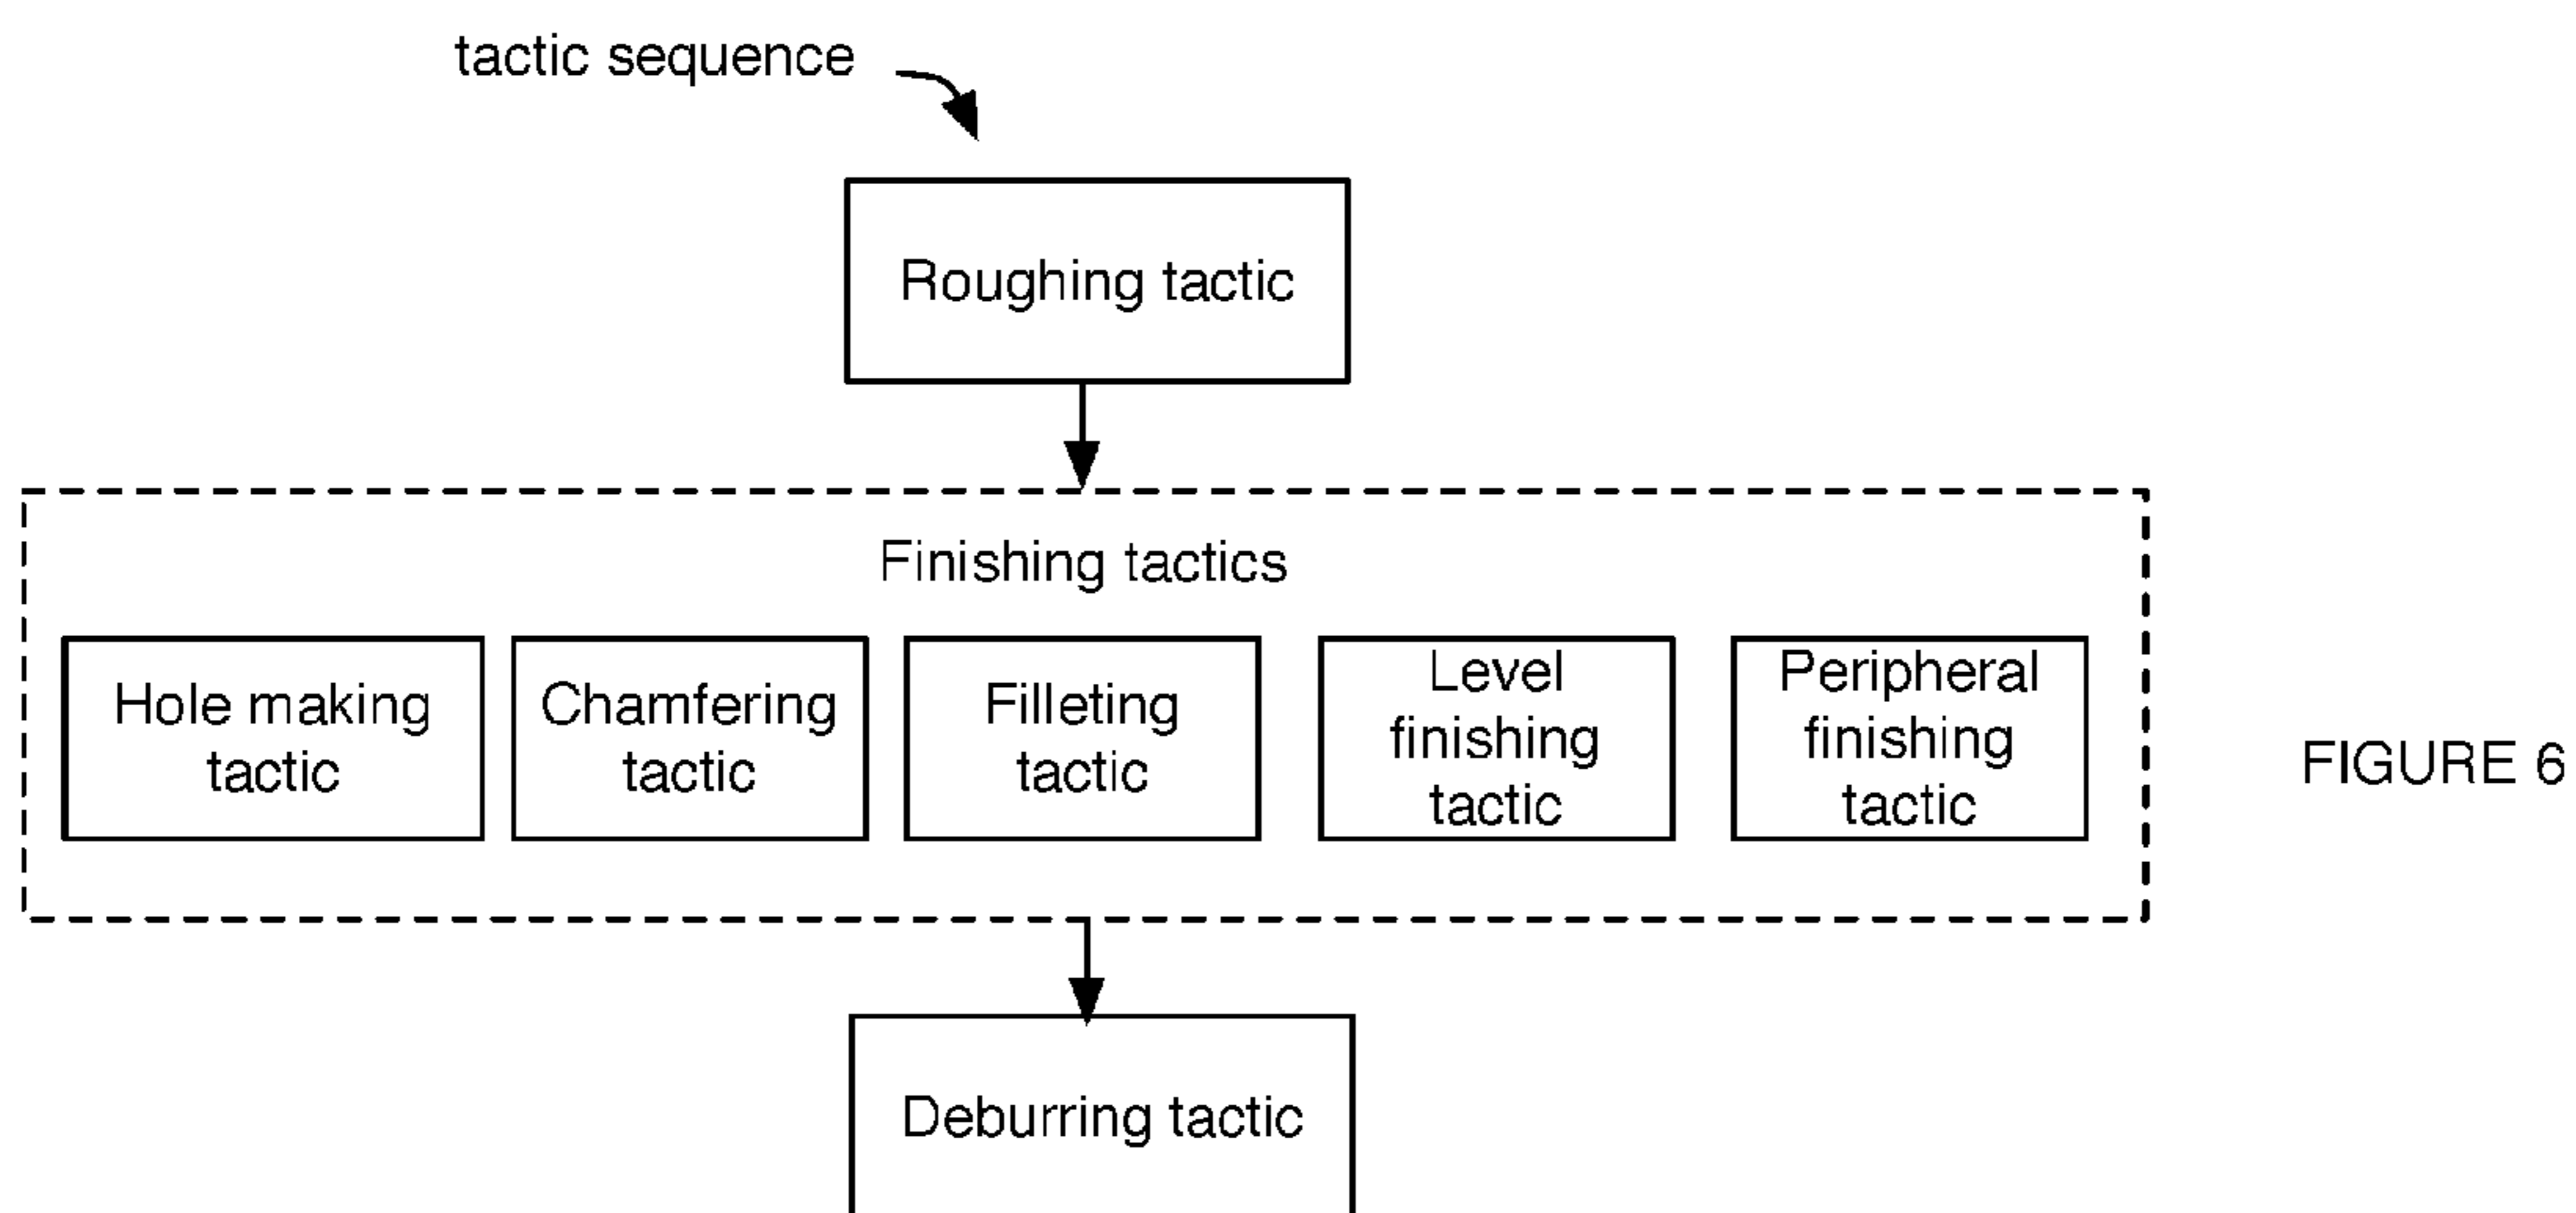 tactic sequence
Roughing tactic
Finishing tactics
Hole making
tactic
Chamfering
tactic
Filleting
tactic
Level
finishing
tactic
Peripheral
finishing
tactic
FIGURE 6
Deburring tactic